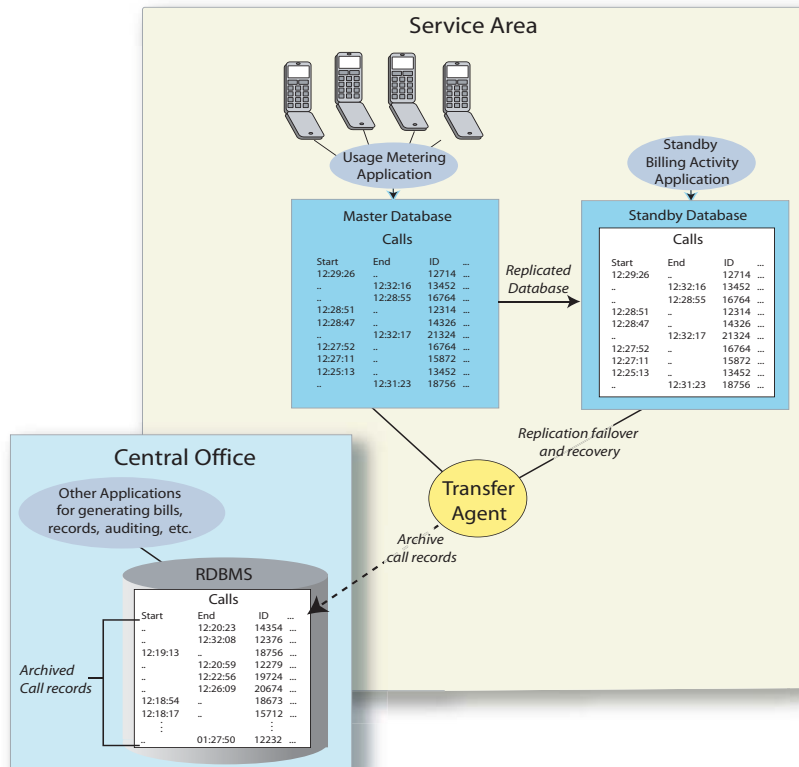 Service Area
Usage Metering
Application
Standby
Billing Activity
Application
Master Database
Calls
Start End ID ...
12:29:26 .. 12714 ...
.. 12:32:16 13452 ...
.. 12:28:55 16764 ...
12:28:51 .. 12314 ...
12:28:47 .. 14326 ...
.. 12:32:17 21324 ...
12:27:52 .. 16764 ...
12:27:11 .. 15872 ...
12:25:13 .. 13452 ...
.. 12:31:23 18756 ...
Replicated
Database
Standby Database
Calls
Start End ID ...
12:29:26 .. 12714 ...
.. 12:32:16 13452 ...
.. 12:28:55 16764 ...
12:28:51 .. 12314 ...
12:28:47 .. 14326 ...
.. 12:32:17 21324 ...
12:27:52 .. 16764 ...
12:27:11 .. 15872 ...
12:25:13 .. 13452 ...
.. 12:31:23 18756 ...
Replication failover
and recovery
Transfer
Agent
Archive
call records
Central Office
Other Applications
for generating bills,
records, auditing, etc.
RDBMS
Calls
Start End ID ...
.. 12:20:23 14354 ...
.. 12:32:08 12376 ...
12:19:13 .. 18756 ...
.. 12:20:59 12279 ...
.. 12:22:56 19724 ...
.. 12:26:09 20674 ...
12:18:54 .. 18673 ...
12:18:17 .. 15712 ...
⋮ ⋮
.. 01:27:50 12232 ...
Archived
Call records